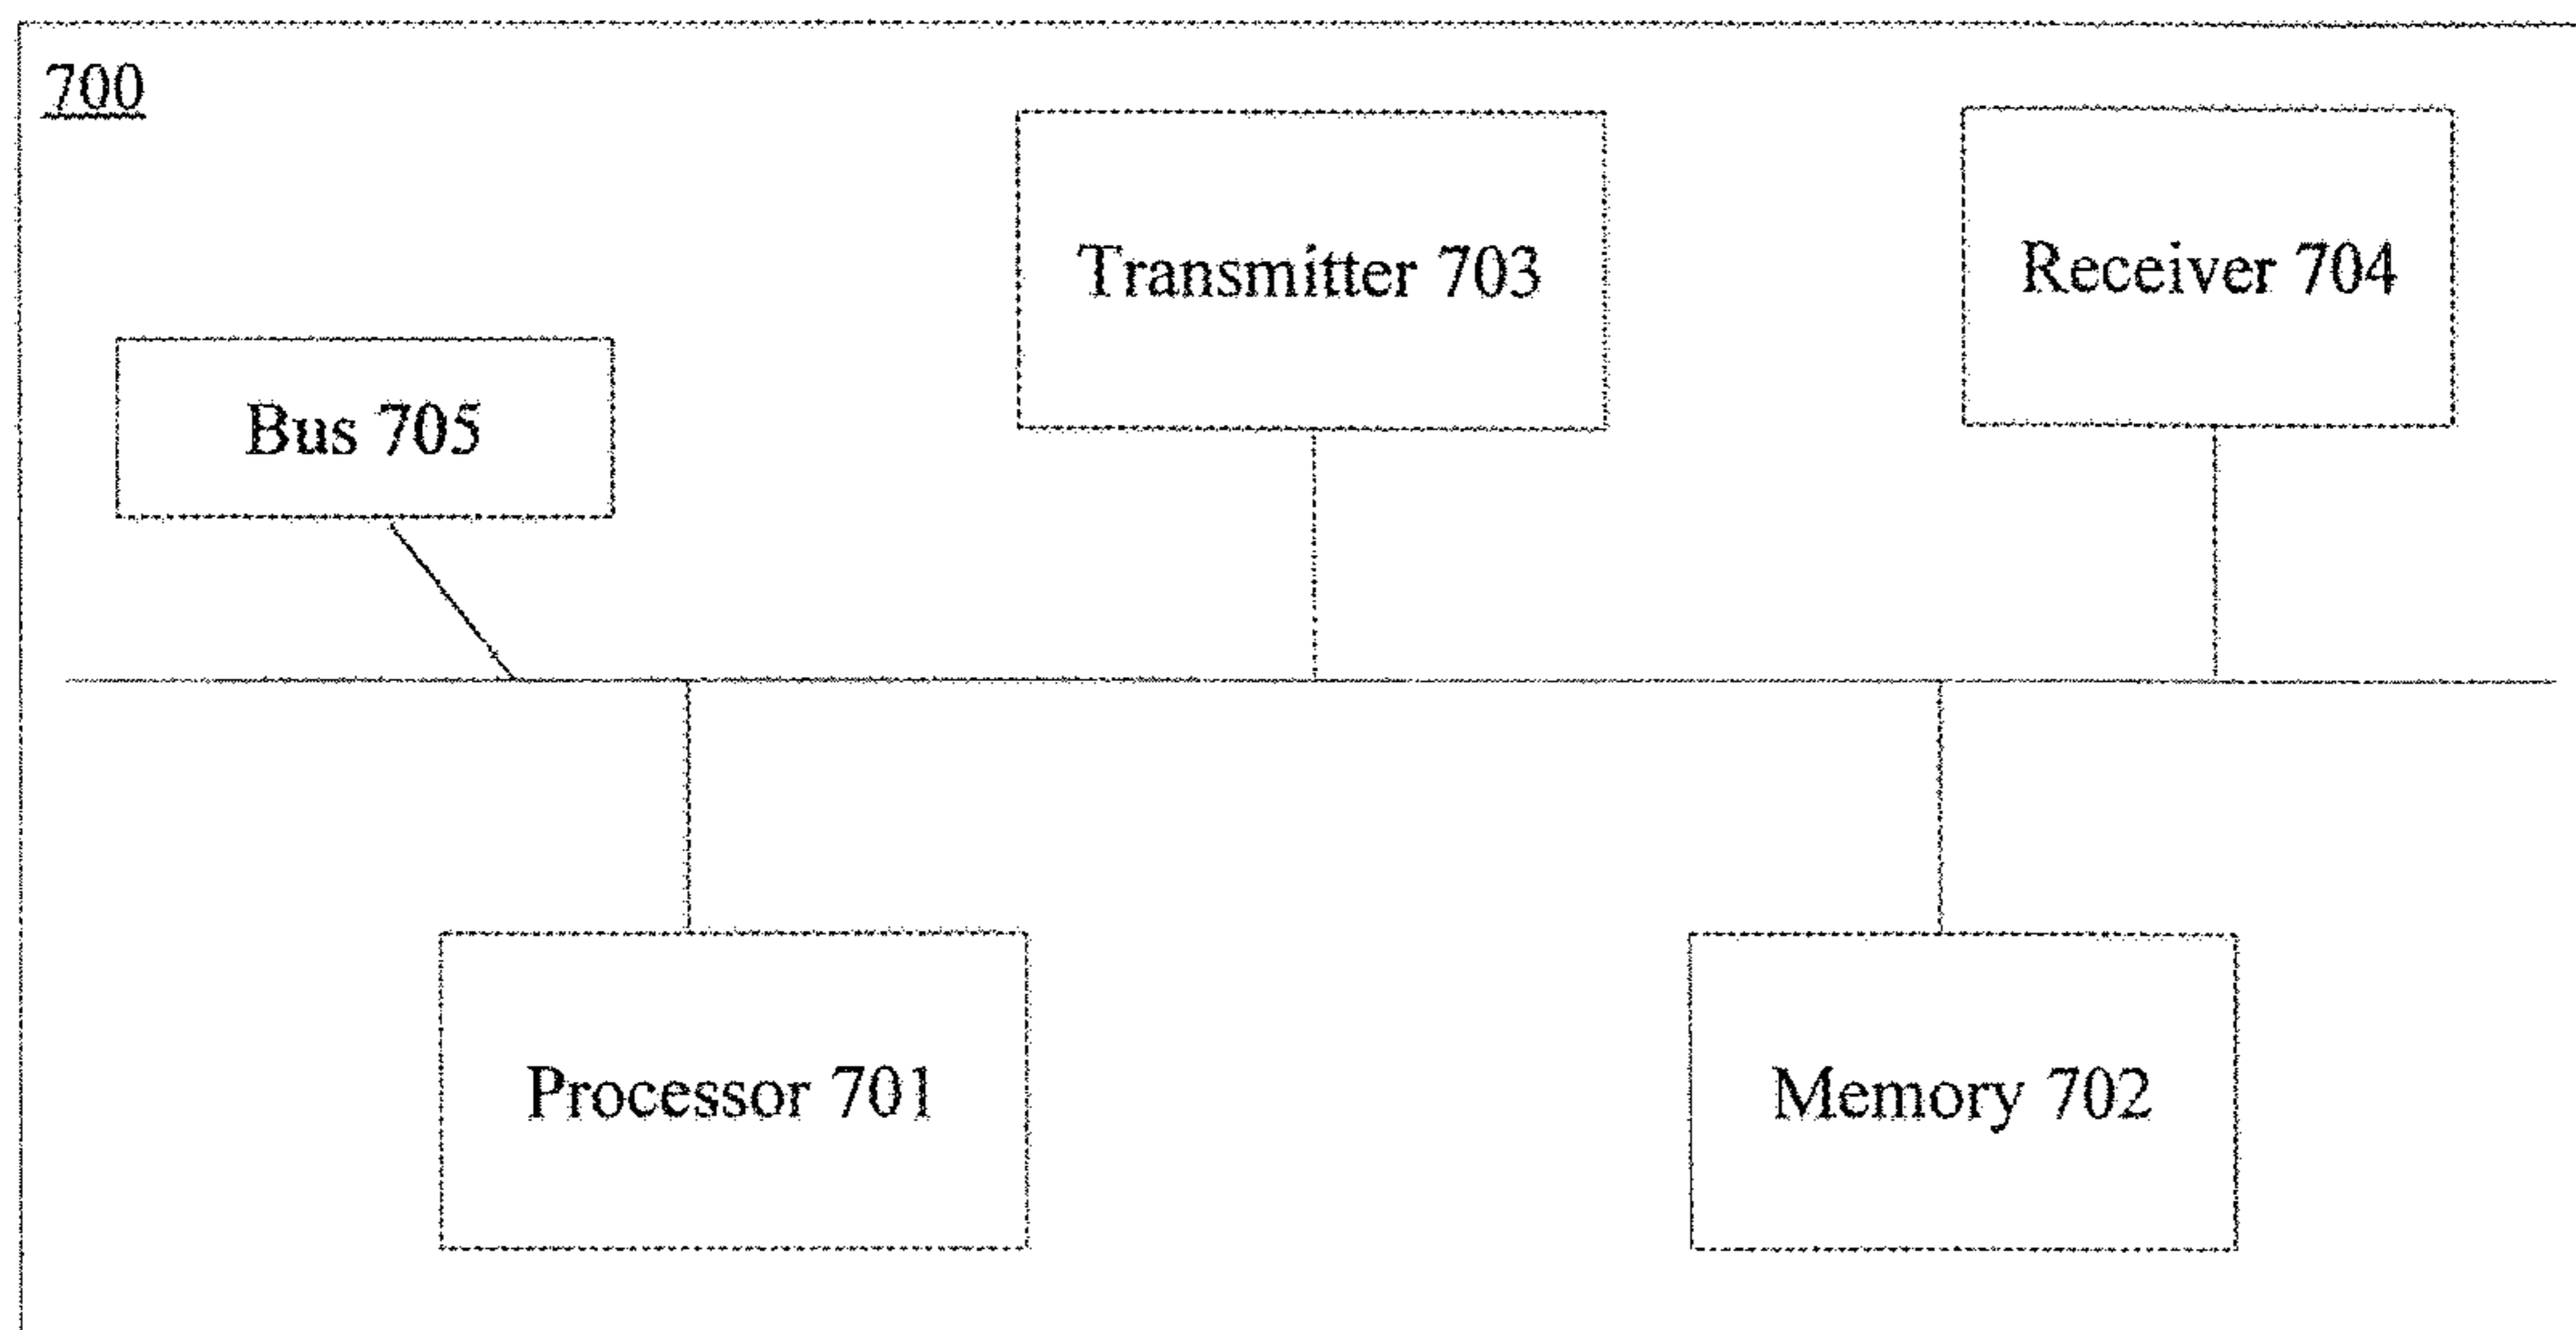 700
Transmitter 703
Receiver 704
Bus 705
Processor 701
Memory 702